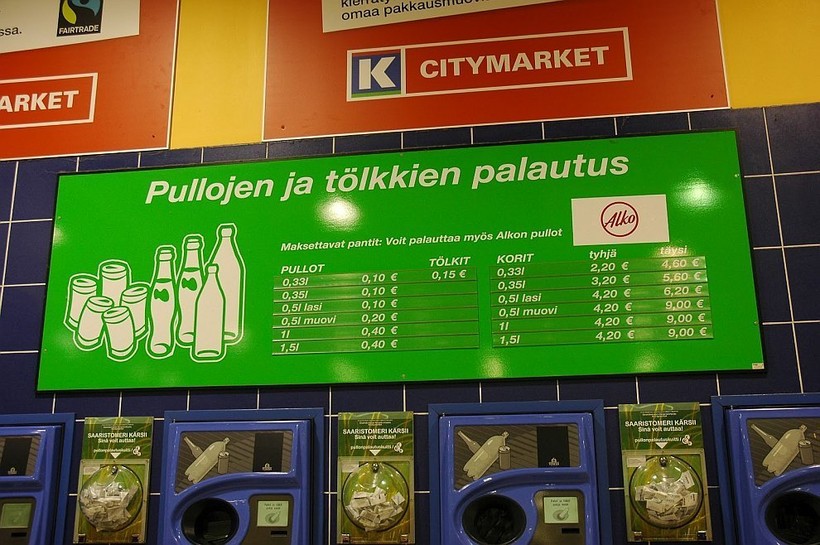 ssa.
FAIRTRADE
kierrät
omaa pakkausmuovi
ARKET
K CITYMARKET
Pullojen ja tölkkien palautus
Maksettavat pantit: Voit palauttaa myös Alkon pullot
Alko
PULLOT TÖLKIT
0,33l 0,10 € 0,15 €
0,35l 0,10 €
0,5l lasi 0,10 €
0,5l muovi 0,20 €
1l 0,40 €
1,5l 0,40 €
KORIT tyhjä täysi
0,33l 2,20 € 4,60 €
0,35l 3,20 € 5,60 €
0,5l lasi 4,20 € 6,20 €
0,5l muovi 4,20 € 9,00 €
1l 4,20 € 9,00 €
1,5l 4,20 € 9,00 €
SAARISTOMERI KÄRSII
Sinä voit auttaa!
SAARISTOMERI KÄRSII
Sinä voit auttaa!
SAARISTOMERI KÄRSII
Sinä voit auttaa!